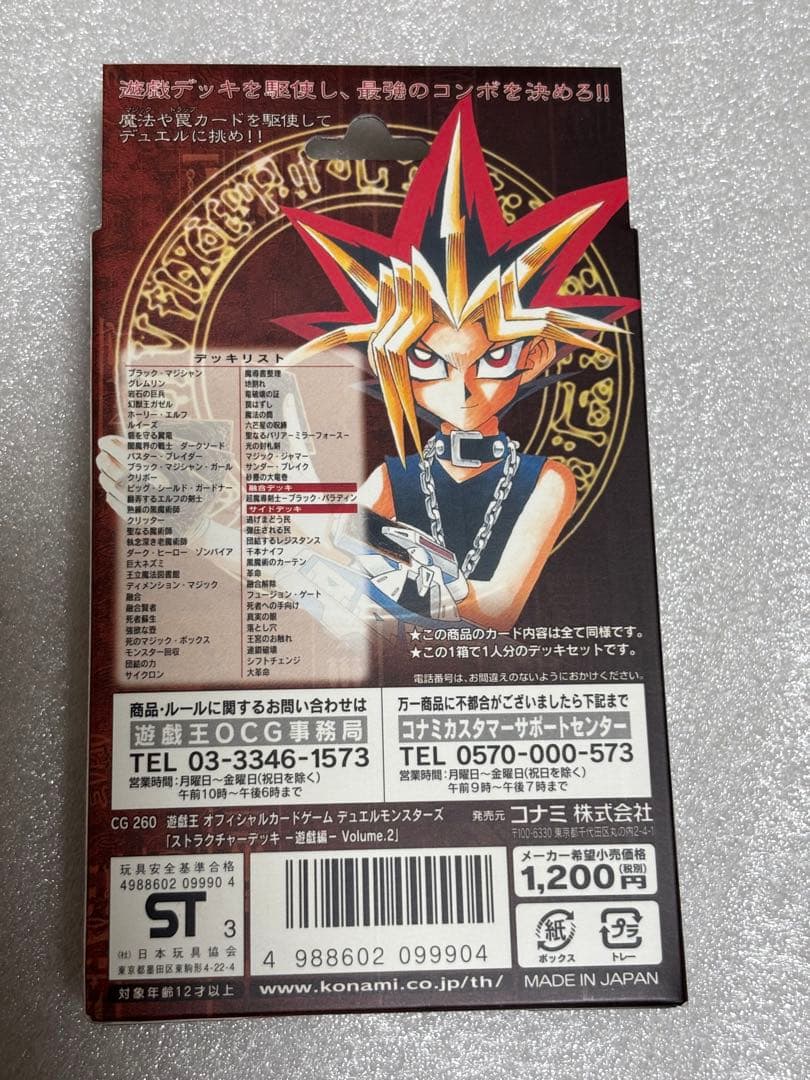 遊戯デッキを駆使し、最強のコンボを決めろ!!
魔法や罠カードを駆使して
デュエルに挑め!!
デッキリスト
ブラック・マジシャン
グレムリン
岩石の巨兵
幻獣王ガゼル
ホーリー・エルフ
ルイーズ
砦を守る翼竜
闇魔界の戦士 ダークソード
バスター・ブレイダー
ブラック・マジシャン・ガール
クリボー
ビッグ・シールド・ガードナー
翻弄するエルフの剣士
熟練の黒魔術師
クリッター
聖なる魔術師
執念深き老魔術師
ダーク・ヒーロー ゾンバイア
巨大ネズミ
王立魔法図書館
ディメンション・マジック
融合
融合賢者
死者蘇生
強欲な壺
死のマジック・ボックス
モンスター回収
団結の力
サイクロン
魔導書整理
地割れ
竜破壊の証
罠はずし
魔法の筒
六芒星の呪縛
聖なるバリアーミラーフォースー
光の封札剣
マジック・ジャマー
サンダー・ブレイク
砂塵の大竜巻
融合デッキ
超魔導剣士−ブラック・パラディン
サイドデッキ
逃げまどう民
弾圧される民
団結するレジスタンス
千本ナイフ
黒魔術のカーテン
革命
融合解除
フュージョン・ゲート
死者への手向け
真実の眼
落とし穴
王宮のお触れ
連鎖破壊
シフトチェンジ
大革命
★この商品のカード内容は全て同様です。
★この1箱で1人分のデッキセットです。
電話番号は、お間違えのないようにおかけください。
商品・ルールに関するお問い合わせは
遊戯王OCG事務局
TEL 03-3346-1573
営業時間:月曜日〜金曜日(祝日を除く)
午前10時〜午後6時まで
万一商品に不都合がございましたら下記まで
コナミカスタマーサポートセンター
TEL 0570-000-573
営業時間:月曜日〜金曜日(祝日を除く)
午前9時〜午後7時まで
CG 260 遊戯王 オフィシャルカードゲーム デュエルモンスターズ
「ストラクチャーデッキ −遊戯編− Volume.2」
発売元 コナミ 株式会社
〒100-6330 東京都千代田区丸の内2-4-1
玩具安全基準合格
4988602 09990 4
ST 3
(社)日本玩具協会
東京都墨田区東駒形4-22-4
対象年齢12才以上
4 988602 099904
www.konami.co.jp/th/
メーカー希望小売価格
1,200円(税別)
紙
ボックス
プラ
トレー
MADE IN JAPAN